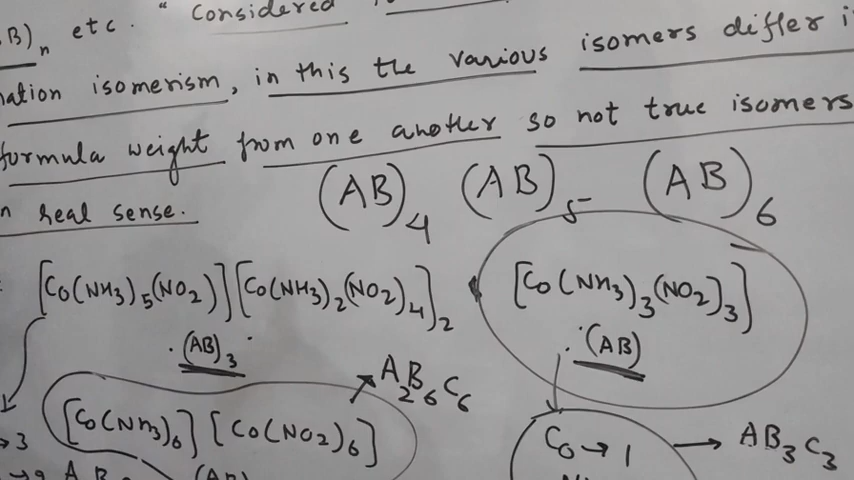 B)n etc. " Considered
nation isomerism, in this the various isomers differ i
formula weight from one another so not true isomers
n real sense. (AB)4 (AB)5 (AB)6
[Co(NH3)5(NO2)][Co(NH3)2(NO2)4]2 [Co(NH3)3(NO2)3]
(AB)3 (AB)
A2B6C6
[Co(NH3)6] [Co(NO2)6] Co → 1 → AB3C3
→3